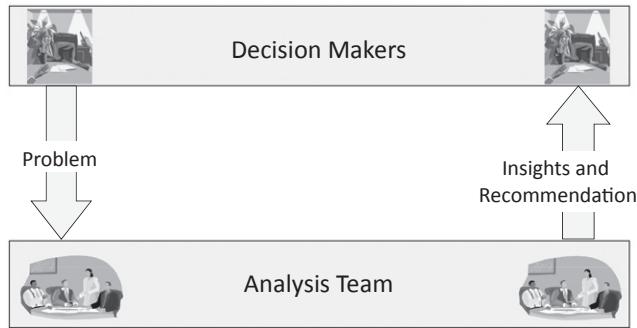 Decision Makers
Problem
Insights and
Recommendation
Analysis Team